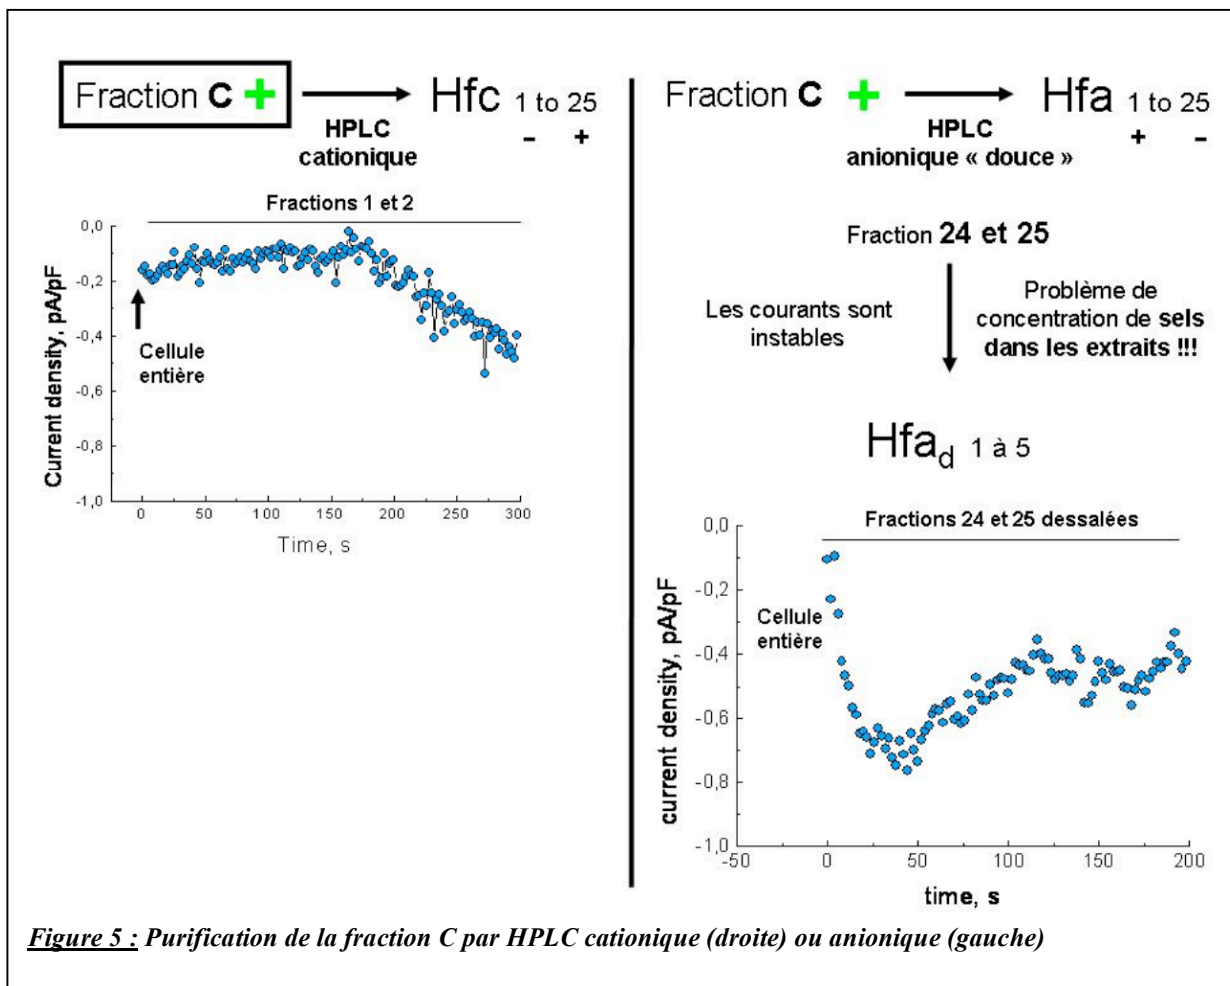 Fraction C +
Hfc 1 to 25
- +
HPLC
cationique
Fractions 1 et 2
Current density, pA/pF
0,0
-0,2
-0,4
-0,6
-0,8
-1,0
Cellule
entière
0 50 100 150 200 250 300
Time, s
Fraction C +
Hfa 1 to 25
+ -
HPLC
anionique « douce »
Fraction 24 et 25
Les courants sont
instables
Problème de
concentration de sels
dans les extraits !!!
Hfad 1 à 5
Fractions 24 et 25 dessalées
current density, pA/pF
0,0
-0,2
-0,4
-0,6
-0,8
-1,0
Cellule
entière
-50 0 50 100 150 200
time, s
Figure 5 : Purification de la fraction C par HPLC cationique (droite) ou anionique (gauche)